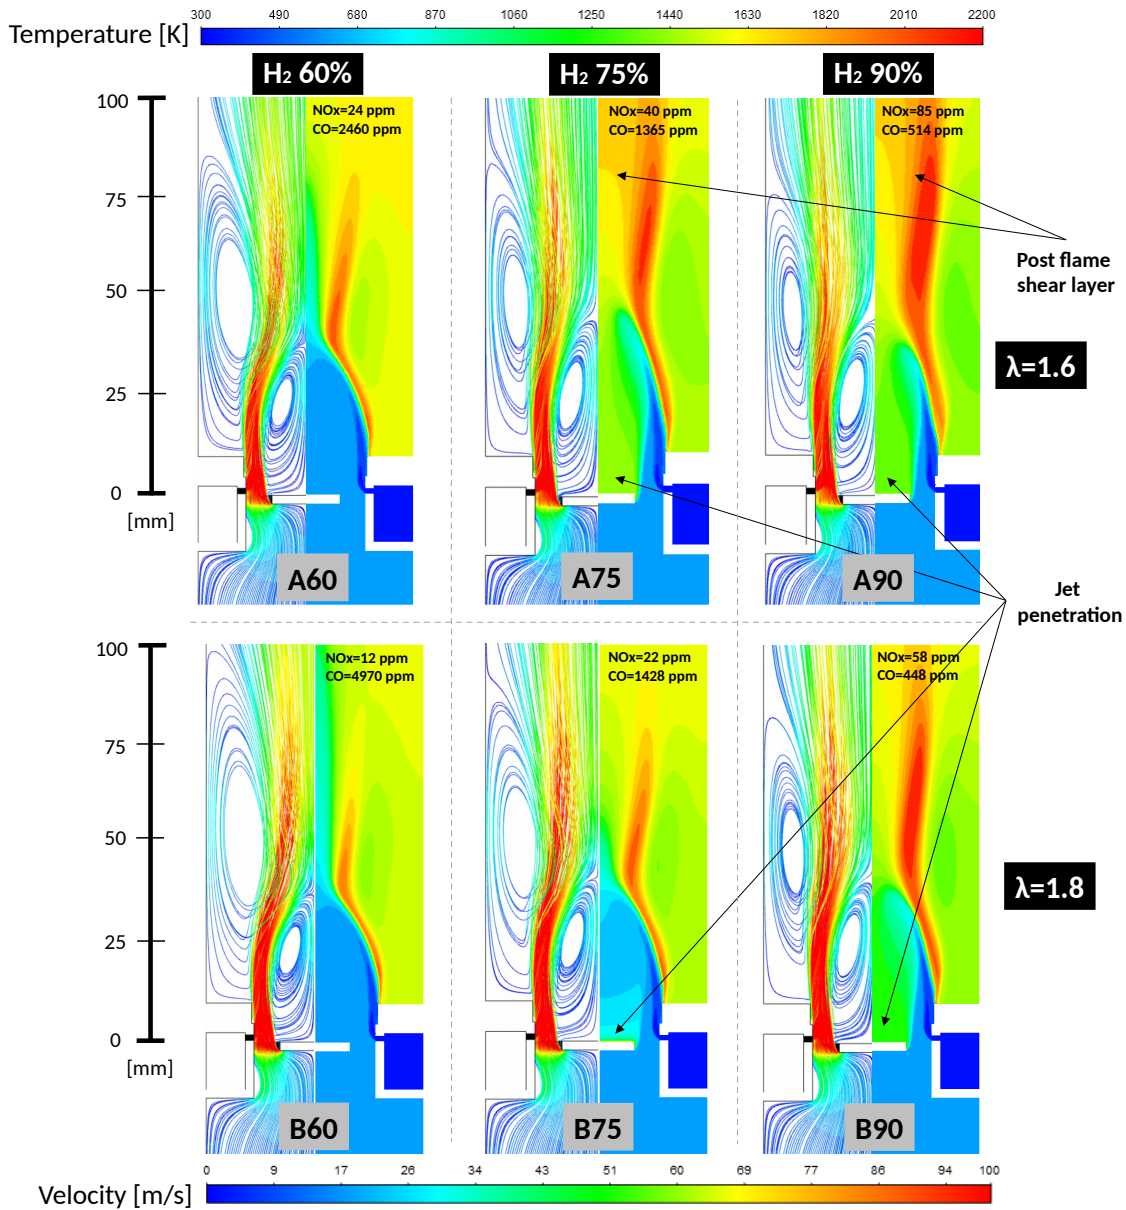 300 490 680 870 1060 1250 1440 1630 1820 2010 2200
Temperature [K]
H2 60% H2 75% H2 90%
100
NOx=24 ppm
CO=2460 ppm
NOx=40 ppm
CO=1365 ppm
NOx=85 ppm
CO=514 ppm
75
50
25
0
[mm]
Post flame
shear layer
λ=1.6
A60 A75 A90
Jet
penetration
100
NOx=12 ppm
CO=4970 ppm
NOx=22 ppm
CO=1428 ppm
NOx=58 ppm
CO=448 ppm
75
50
25
0
[mm]
λ=1.8
B60 B75 B90
0 9 17 26 34 43 51 60 69 77 86 94 100
Velocity [m/s]